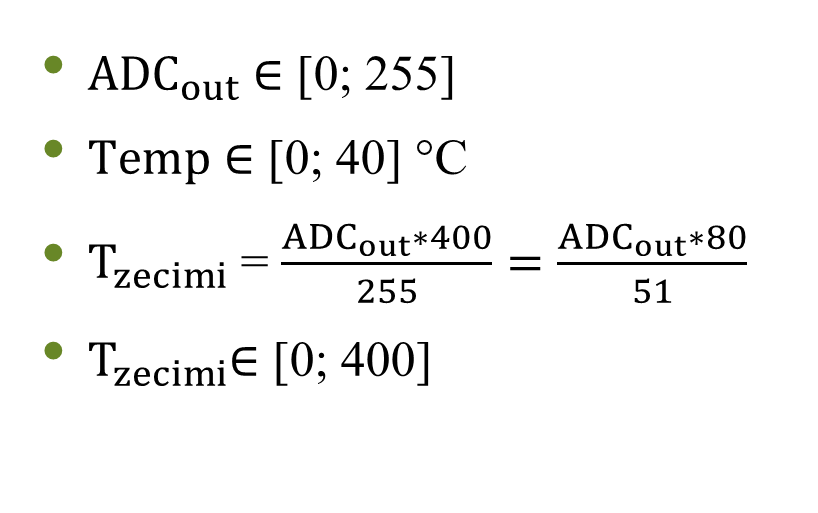 • ADCout ∈ [0; 255]
• Temp ∈ [0; 40] °C
• Tzecimi = ADCout*400/255 = ADCout*80/51
• Tzecimi∈ [0; 400]